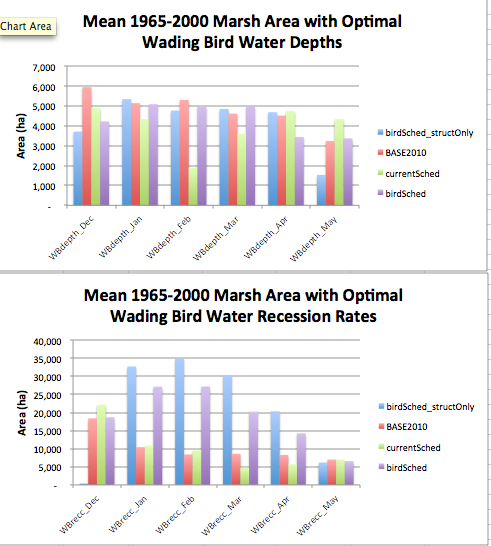 Chart Area
Mean 1965-2000 Marsh Area with Optimal
Wading Bird Water Depths
7,000
6,000
5,000
4,000
3,000
2,000
1,000
-
Area (ha)
WBdepth_Dec
WBdepth_Jan
WBdepth_Feb
WBdepth_Mar
WBdepth_Apr
WBdepth_May
birdSched_structOnly
BASE2010
currentSched
birdSched
Mean 1965-2000 Marsh Area with Optimal
Wading Bird Water Recession Rates
40,000
35,000
30,000
25,000
20,000
15,000
10,000
5,000
-
Area (ha)
WBrecc_Dec
WBrecc_Jan
WBrecc_Feb
WBrecc_Mar
WBrecc_Apr
WBrecc_May
birdSched_structOnly
BASE2010
currentSched
birdSched